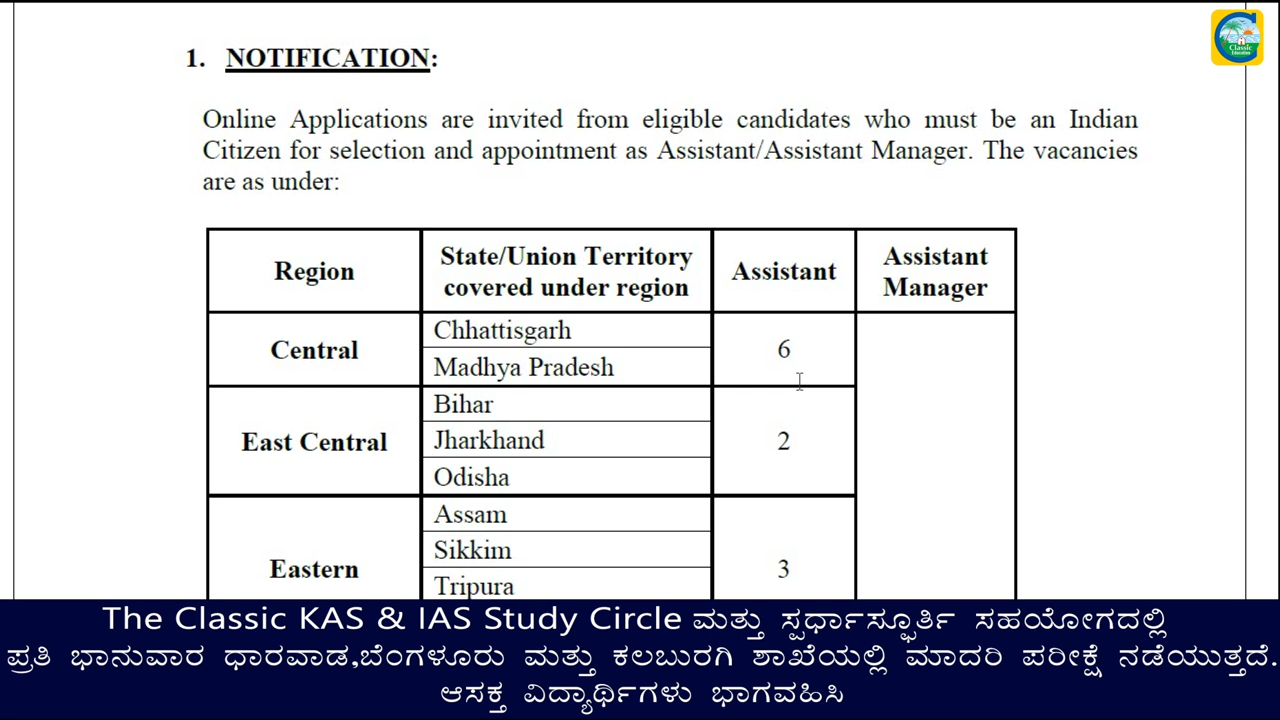 Classic
Education
1. NOTIFICATION:
Online Applications are invited from eligible candidates who must be an Indian
Citizen for selection and appointment as Assistant/Assistant Manager. The vacancies
are as under:
Region State/Union Territory covered under region Assistant Assistant Manager
Central Chhattisgarh 6
Madhya Pradesh
East Central Bihar 2
Jharkhand
Odisha
Eastern Assam 3
Sikkim
Tripura
The Classic KAS & IAS Study Circle ಮತ್ತು ಸ್ಪರ್ಧಾಸ್ಫೂರ್ತಿ ಸಹಯೋಗದಲ್ಲಿ
ಪ್ರತಿ ಭಾನುವಾರ ಧಾರವಾಡ,ಬೆಂಗಳೂರು ಮತ್ತು ಕಲಬುರಗಿ ಶಾಖೆಯಲ್ಲಿ ಮಾದರಿ ಪರೀಕ್ಷೆ ನಡೆಯುತ್ತದೆ.
ಆಸಕ್ತ ವಿದ್ಯಾರ್ಥಿಗಳು ಭಾಗವಹಿಸಿ